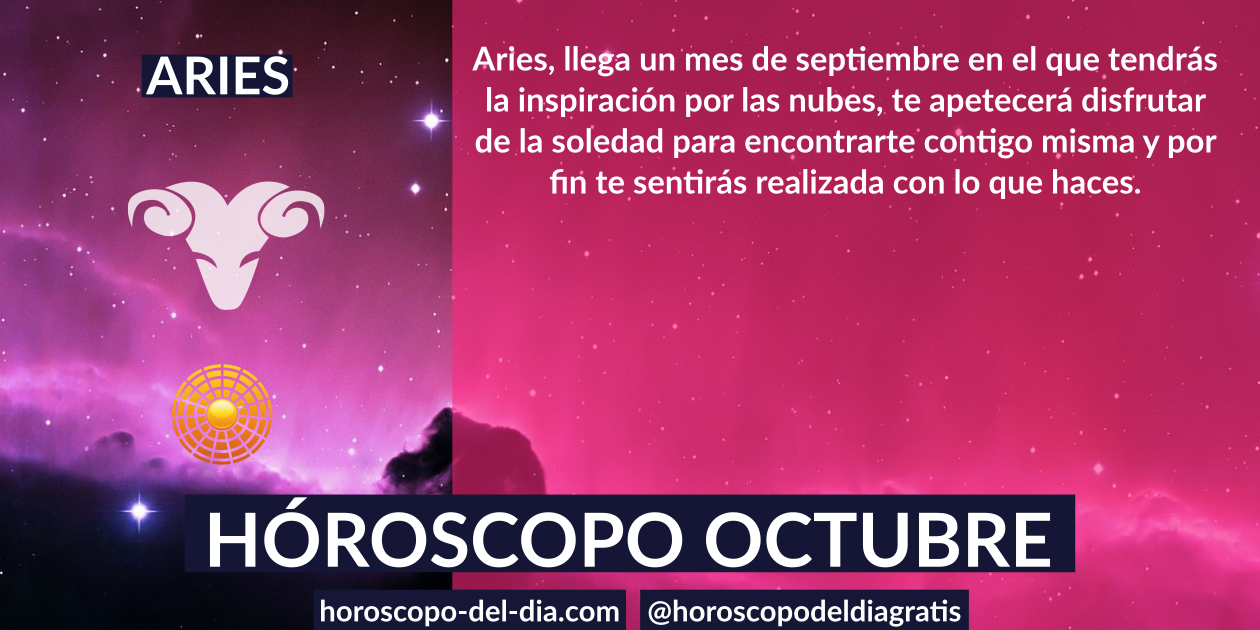 ARIES
Aries, llega un mes de septiembre en el que tendrás
la inspiración por las nubes, te apetecerá disfrutar
de la soledad para encontrarte contigo misma y por
fin te sentirás realizada con lo que haces.
HÓROSCOPO OCTUBRE
horoscopo-del-dia.com
@horoscopodeldiagratis